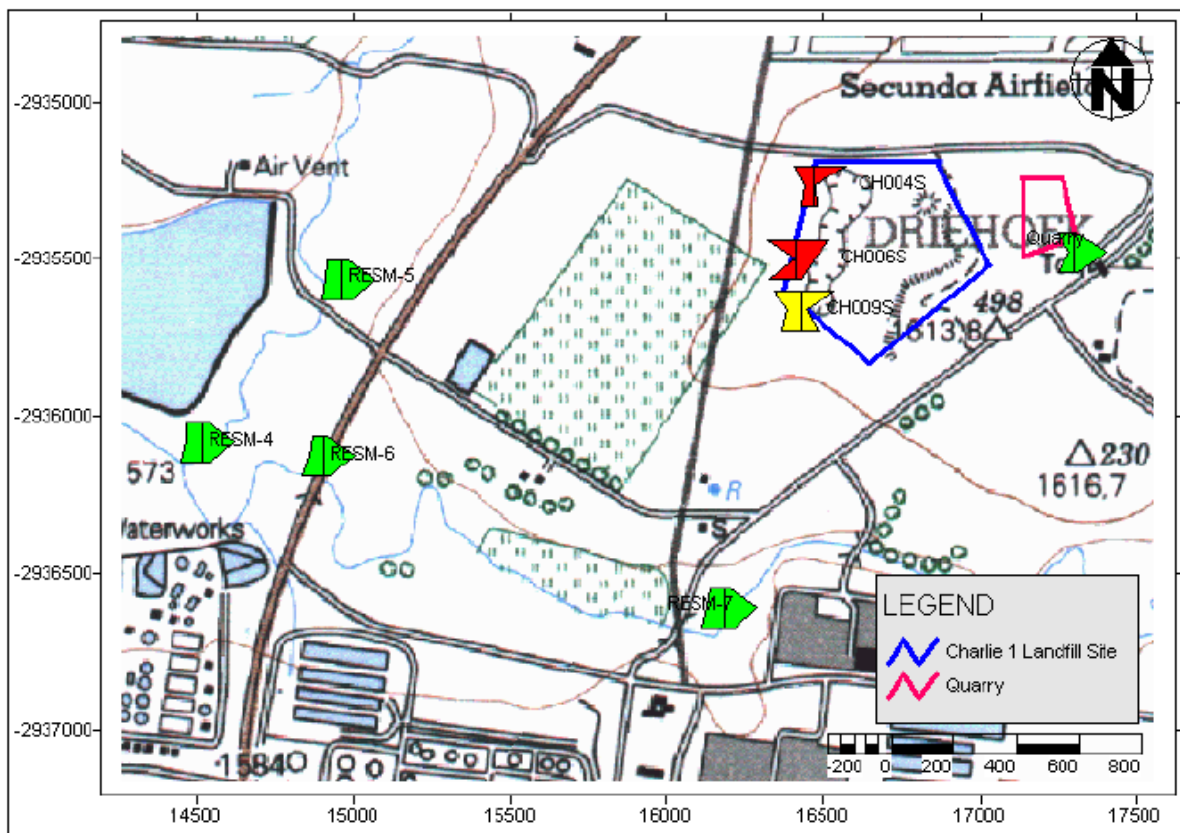 -2935000
-2935500
-2936000
-2936500
-2937000
Secunda Airfield
N
Air Vent
CH004S
DRIEHOEK
Quarry
CH006S
RESM-5
CH009S
498
1613,8
RESM-4
RESM-6
573
230
1616,7
R
Waterworks
S
RESM-7
LEGEND
Charlie 1 Landfill Site
Quarry
1584
-200 0 200 400 600 800
14500 15000 15500 16000 16500 17000 17500